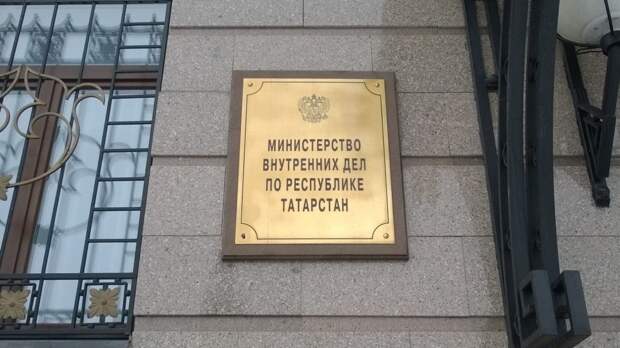 МИНИСТЕРСТВО
ВНУТРЕННИХ ДЕЛ
ПО РЕСПУБЛИКЕ
ТАТАРСТАН